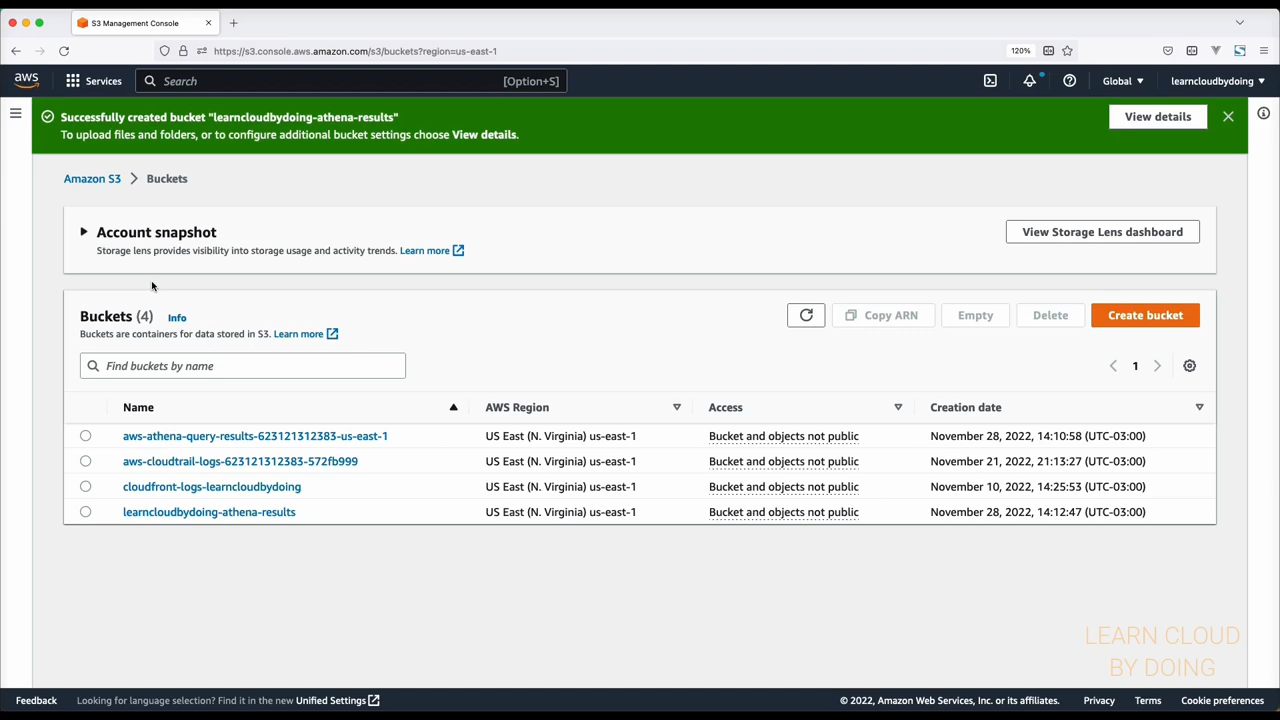 S3 Management Console
https://s3.console.aws.amazon.com/s3/buckets?region=us-east-1
120%
aws
Services
Search
[Option+S]
Global
learncloudbydoing
Successfully created bucket "learncloudbydoing-athena-results"
To upload files and folders, or to configure additional bucket settings choose View details.
View details
Amazon S3 > Buckets
Account snapshot
Storage lens provides visibility into storage usage and activity trends. Learn more
View Storage Lens dashboard
Buckets (4) Info
Buckets are containers for data stored in S3. Learn more
Copy ARN
Empty
Delete
Create bucket
Find buckets by name
1
Name AWS Region Access Creation date
aws-athena-query-results-623121312383-us-east-1 US East (N. Virginia) us-east-1 Bucket and objects not public November 28, 2022, 14:10:58 (UTC-03:00)
aws-cloudtrail-logs-623121312383-572fb999 US East (N. Virginia) us-east-1 Bucket and objects not public November 21, 2022, 21:13:27 (UTC-03:00)
cloudfront-logs-learncloudbydoing US East (N. Virginia) us-east-1 Bucket and objects not public November 10, 2022, 14:25:53 (UTC-03:00)
learncloudbydoing-athena-results US East (N. Virginia) us-east-1 Bucket and objects not public November 28, 2022, 14:12:47 (UTC-03:00)
LEARN CLOUD
BY DOING
Feedback Looking for language selection? Find it in the new Unified Settings © 2022, Amazon Web Services, Inc. or its affiliates. Privacy Terms Cookie preferences